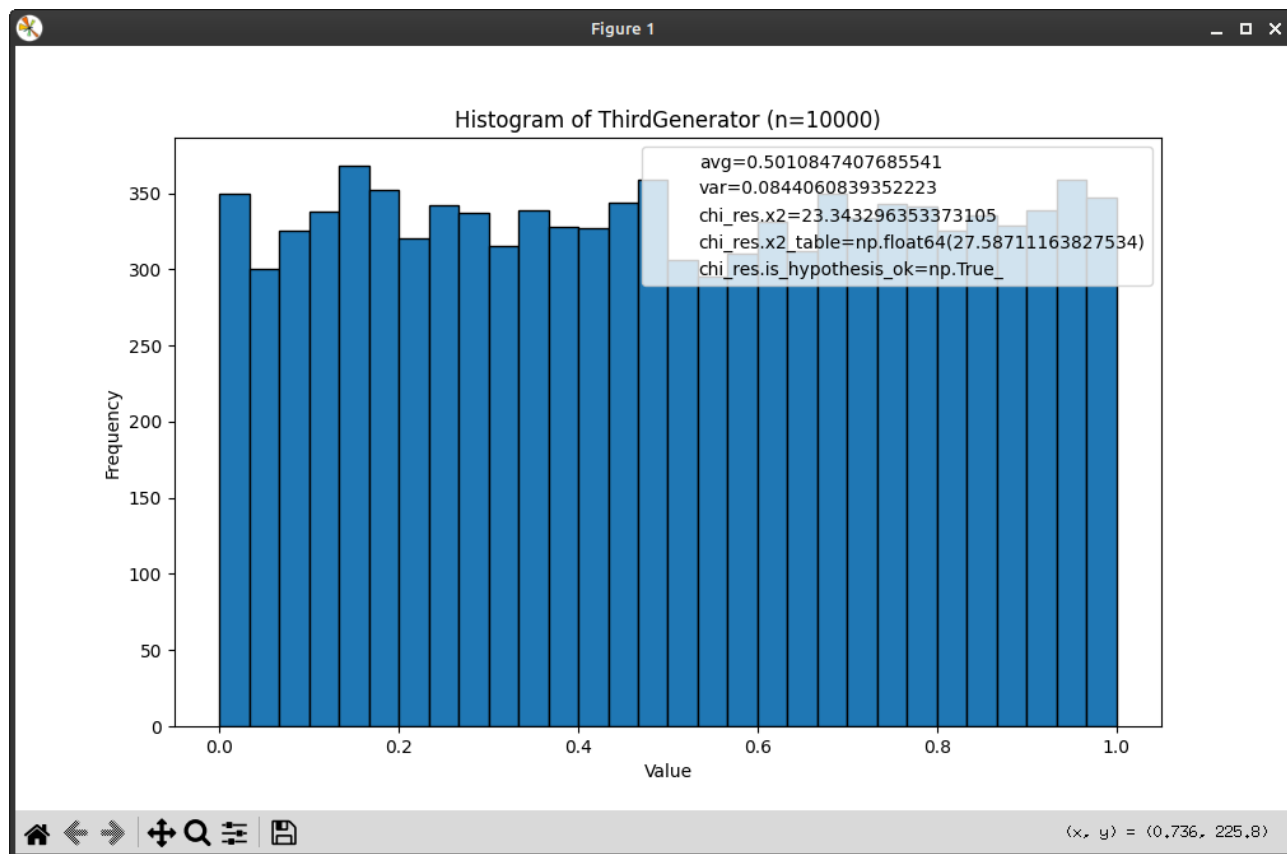 Figure 1
Histogram of ThirdGenerator (n=10000)
avg=0.5010847407685541
var=0.0844060839352223
chi_res.x2=23.343296353373105
chi_res.x2_table=np.float64(27.58711163827534)
chi_res.is_hypothesis_ok=np.True_
Frequency
350
300
250
200
150
100
50
0
0.0 0.2 0.4 0.6 0.8 1.0
Value
(x, y) = (0.736, 225.8)